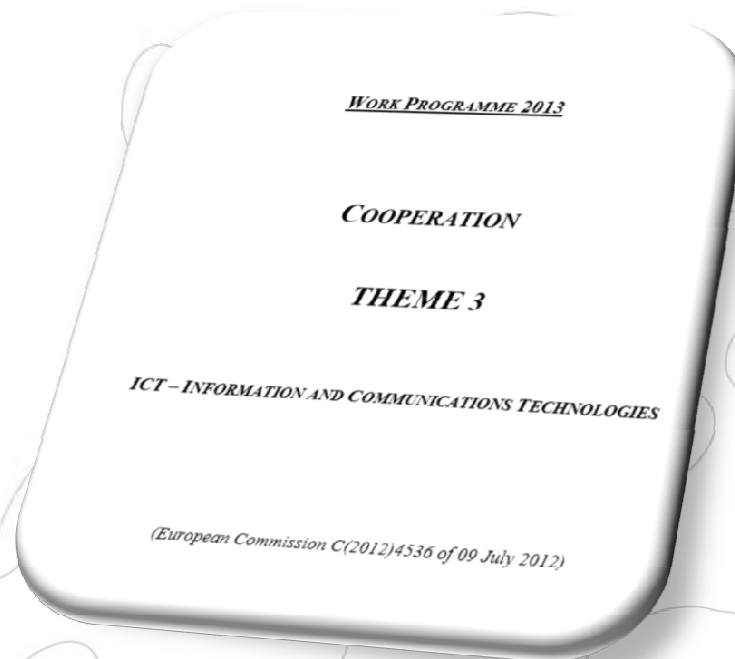 WORK PROGRAMME 2013
COOPERATION
THEME 3
ICT – INFORMATION AND COMMUNICATIONS TECHNOLOGIES
(European Commission C(2012)4536 of 09 July 2012)